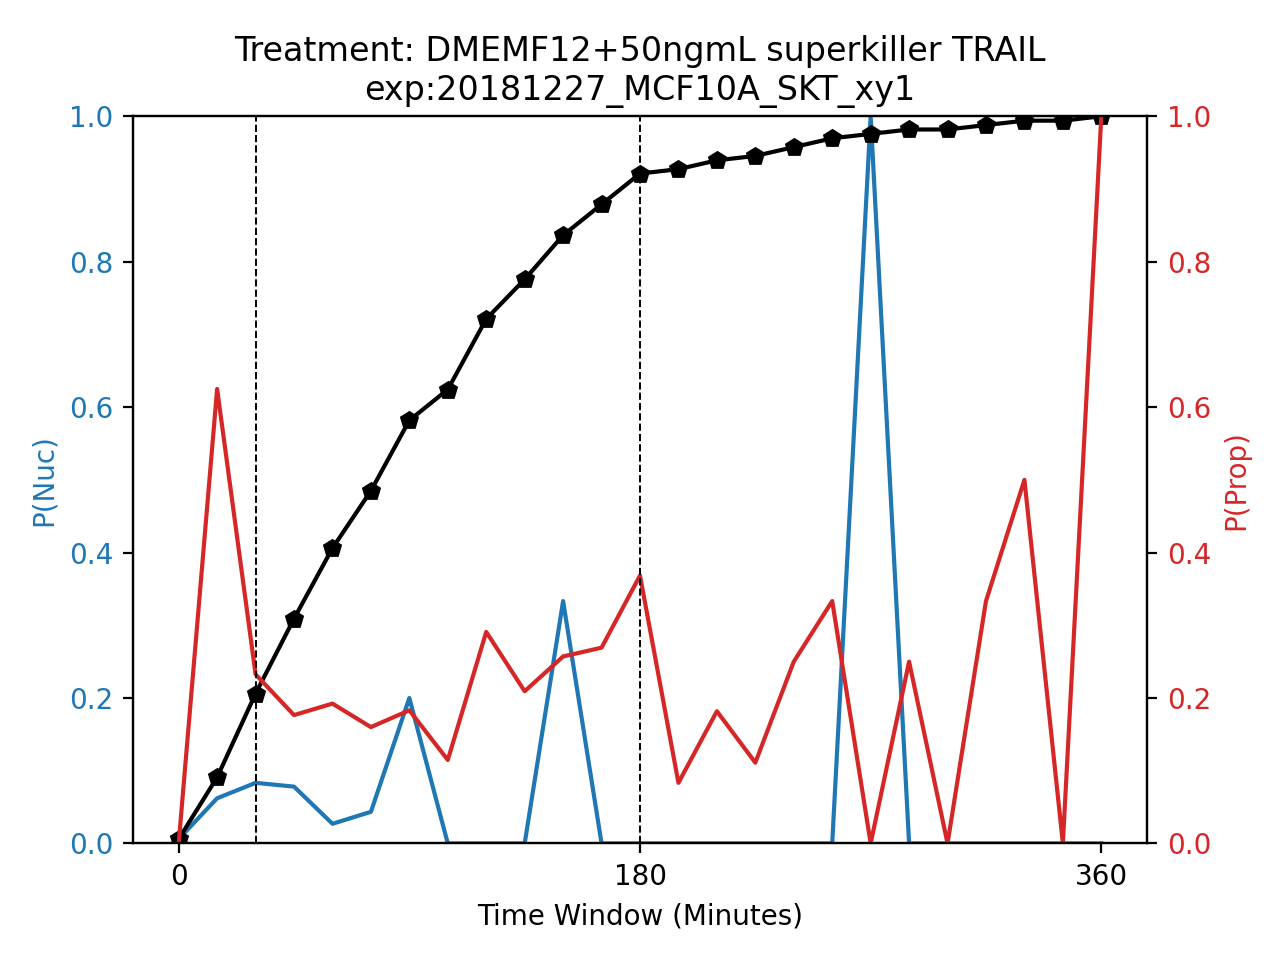 Treatment: DMEMF12+50ngmL superkiller TRAIL
exp:20181227_MCF10A_SKT_xy1
1.0
0.8
0.6
0.4
0.2
0.0
P(Nuc)
1.0
0.8
0.6
0.4
0.2
0.0
P(Prop)
0 180 360
Time Window (Minutes)